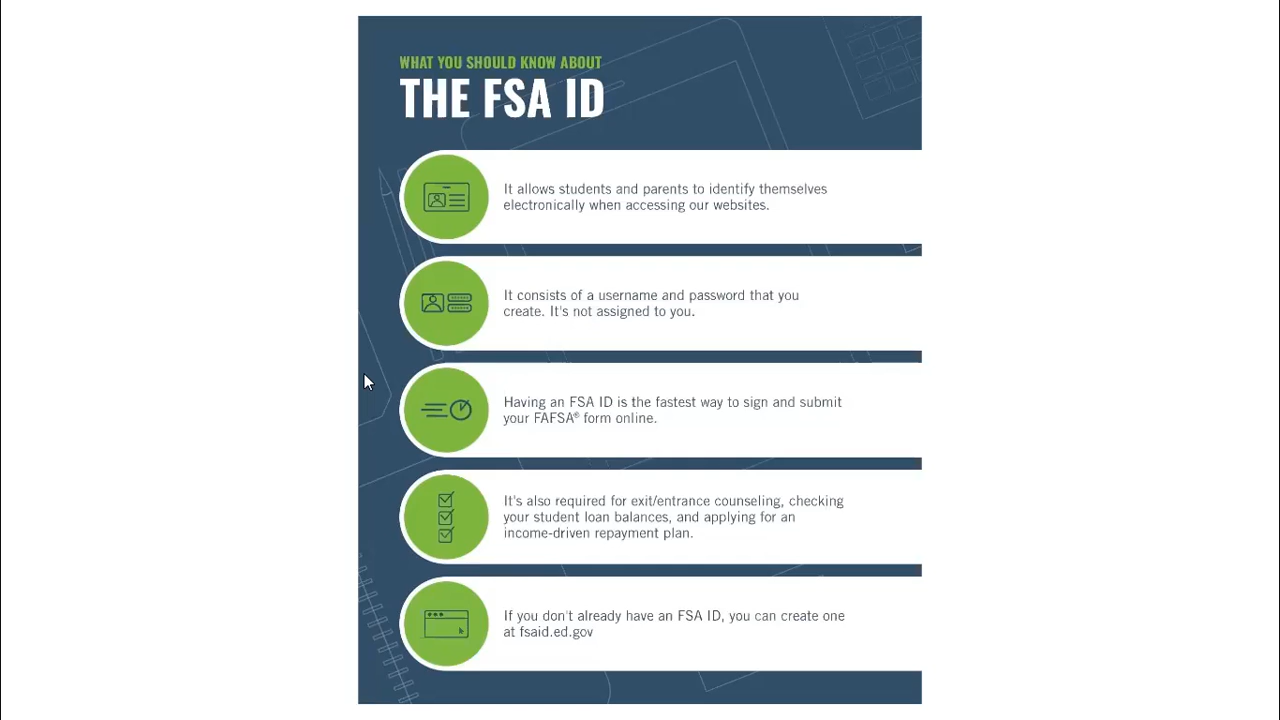 WHAT YOU SHOULD KNOW ABOUT
THE FSA ID
It allows students and parents to identify themselves
electronically when accessing our websites.
It consists of a username and password that you
create. It's not assigned to you.
Having an FSA ID is the fastest way to sign and submit
your FAFSA® form online.
It's also required for exit/entrance counseling, checking
your student loan balances, and applying for an
income-driven repayment plan.
If you don't already have an FSA ID, you can create one
at fsaid.ed.gov